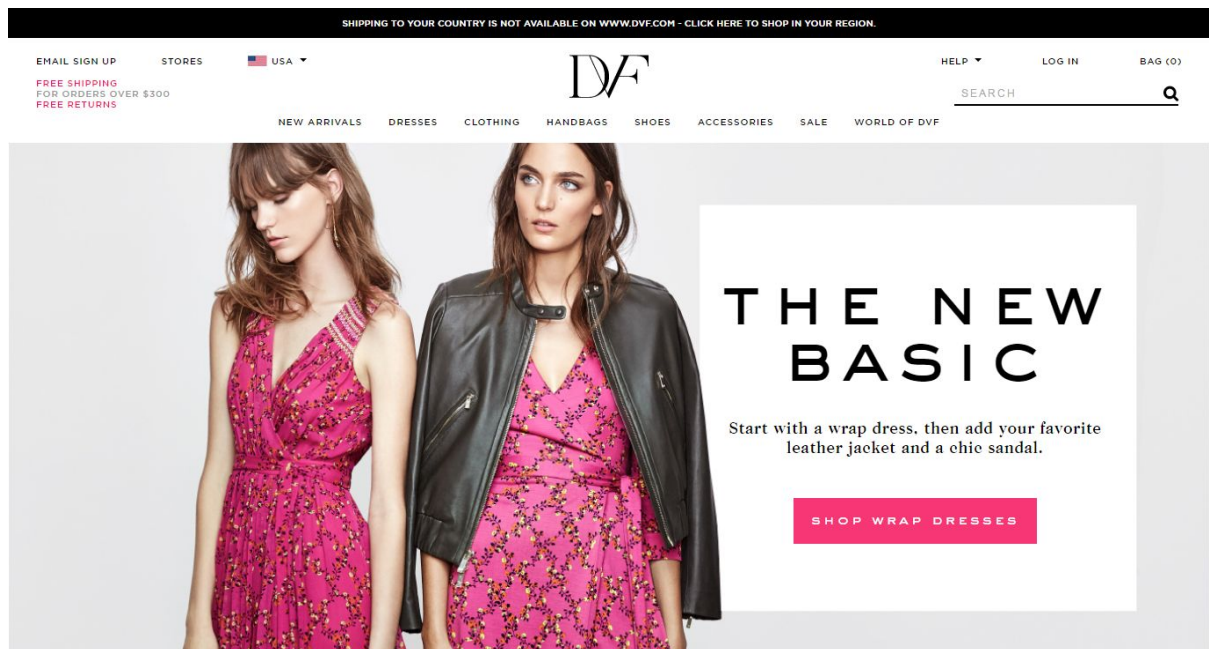 SHIPPING TO YOUR COUNTRY IS NOT AVAILABLE ON WWW.DVF.COM - CLICK HERE TO SHOP IN YOUR REGION.
EMAIL SIGN UP STORES USA DVF HELP LOG IN BAG (0)
FREE SHIPPING
FOR ORDERS OVER $300
FREE RETURNS
SEARCH
NEW ARRIVALS DRESSES CLOTHING HANDBAGS SHOES ACCESSORIES SALE WORLD OF DVF
THE NEW
BASIC
Start with a wrap dress, then add your favorite
leather jacket and a chic sandal.
SHOP WRAP DRESSES